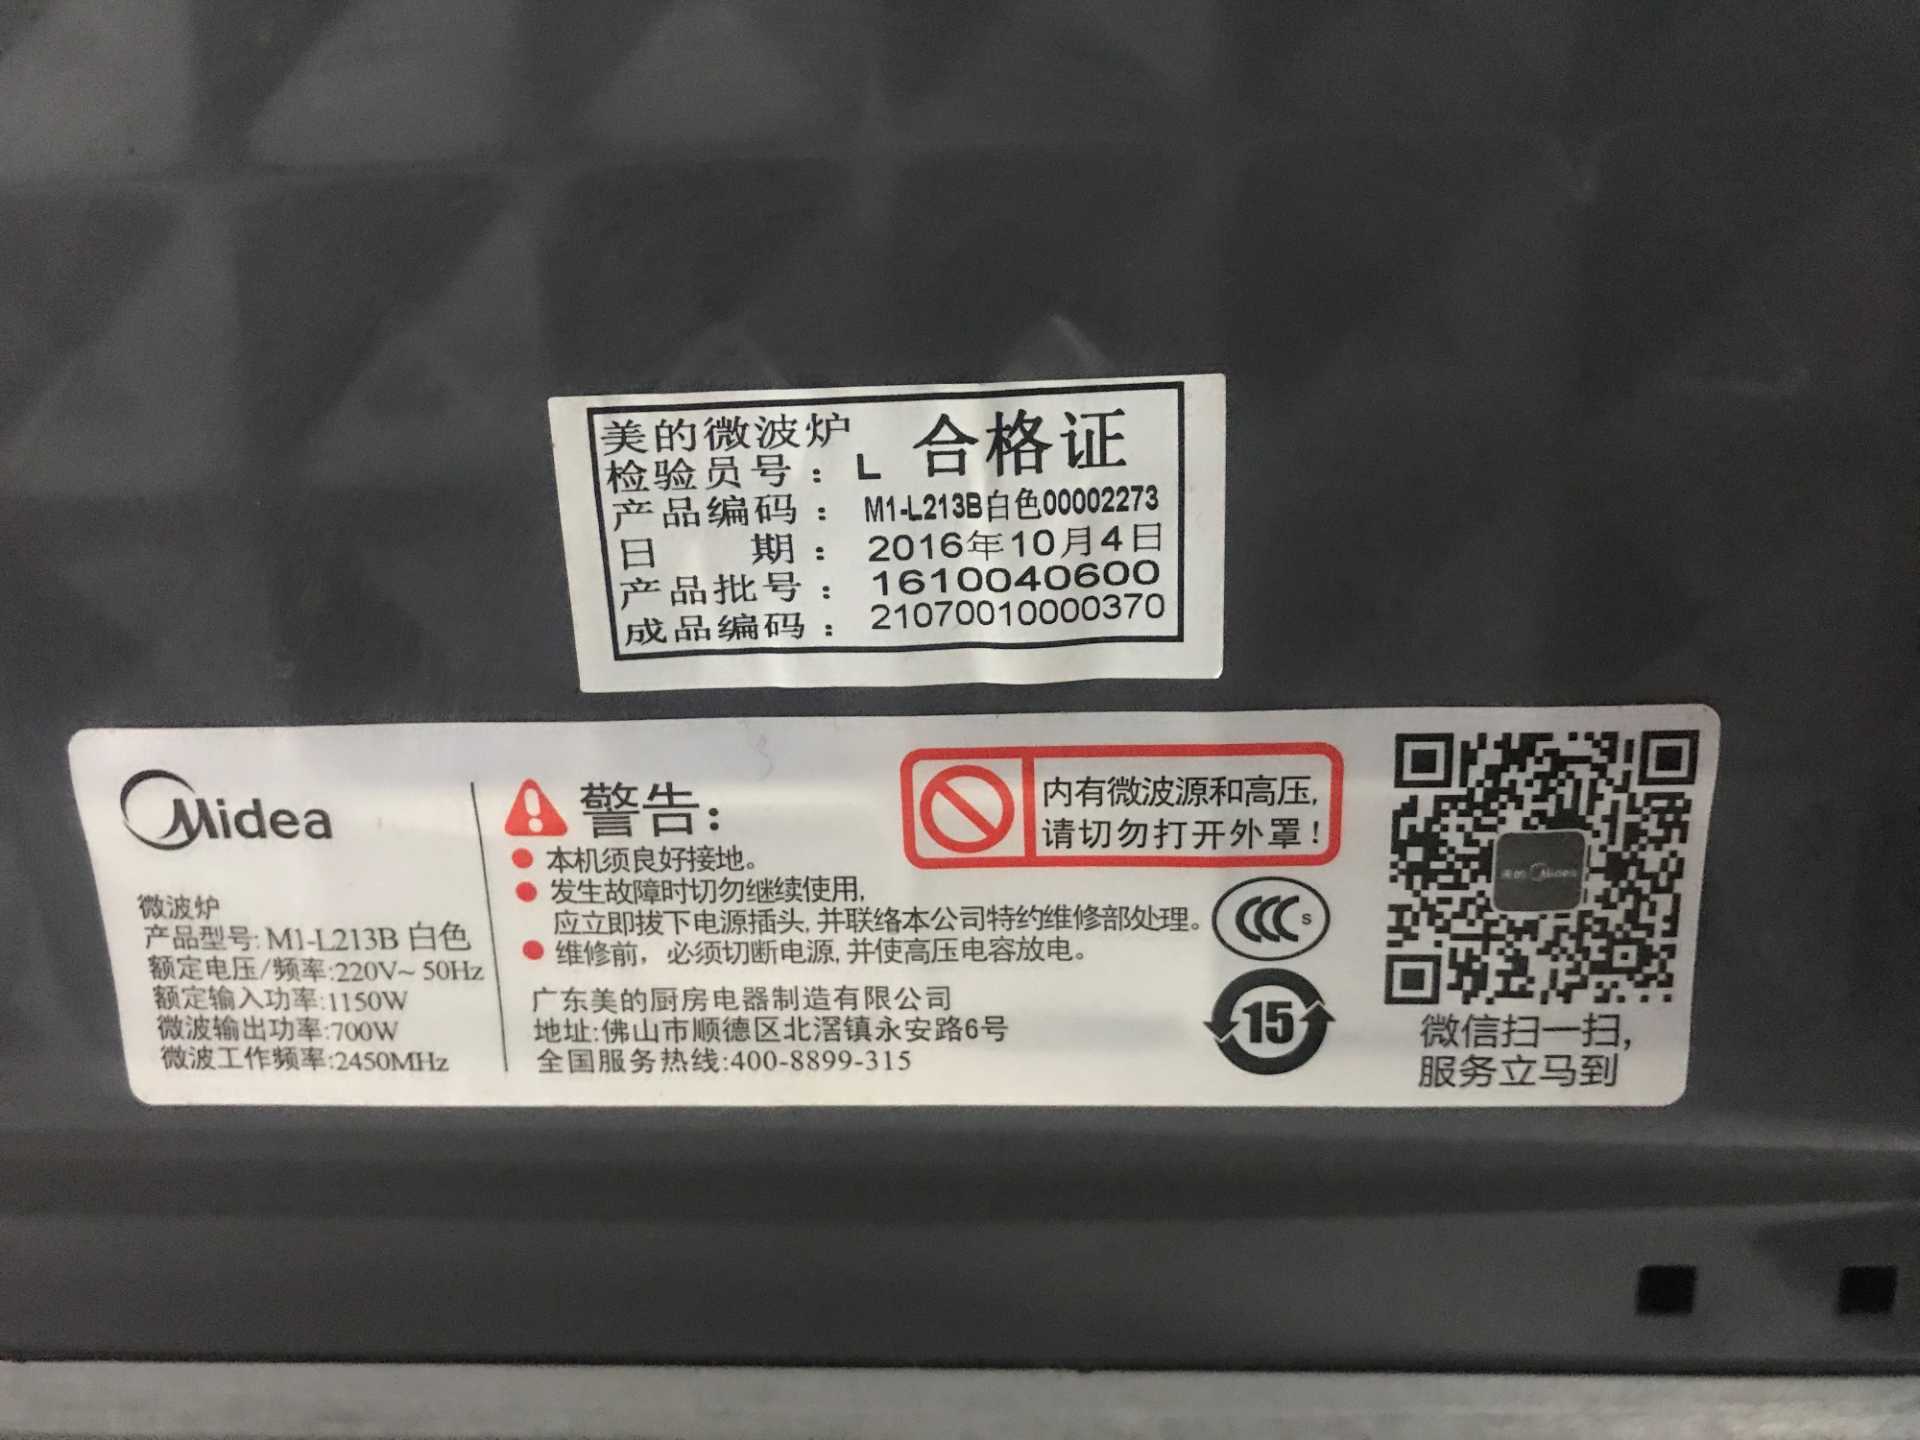 美的微波炉 合格证
检验员号：L
产品编码：M1-L213B白色00002273
日 期：2016年10月4日
产品批号：1610040600
成品编码：21070010000370
Midea
微波炉
产品型号:M1-L213B 白色
额定电压/频率:220V~ 50Hz
额定输入功率:1150W
微波输出功率:700W
微波工作频率:2450MHz
警告:
本机须良好接地。
发生故障时切勿继续使用,
应立即拔下电源插头,并联络本公司特约维修部处理。
维修前，必须切断电源,并使高压电容放电。
广东美的厨房电器制造有限公司
地址:佛山市顺德区北滘镇永安路6号
全国服务热线:400-8899-315
内有微波源和高压,
请切勿打开外罩!
CCC S
15
美的 Midea
微信扫一扫,
服务立马到